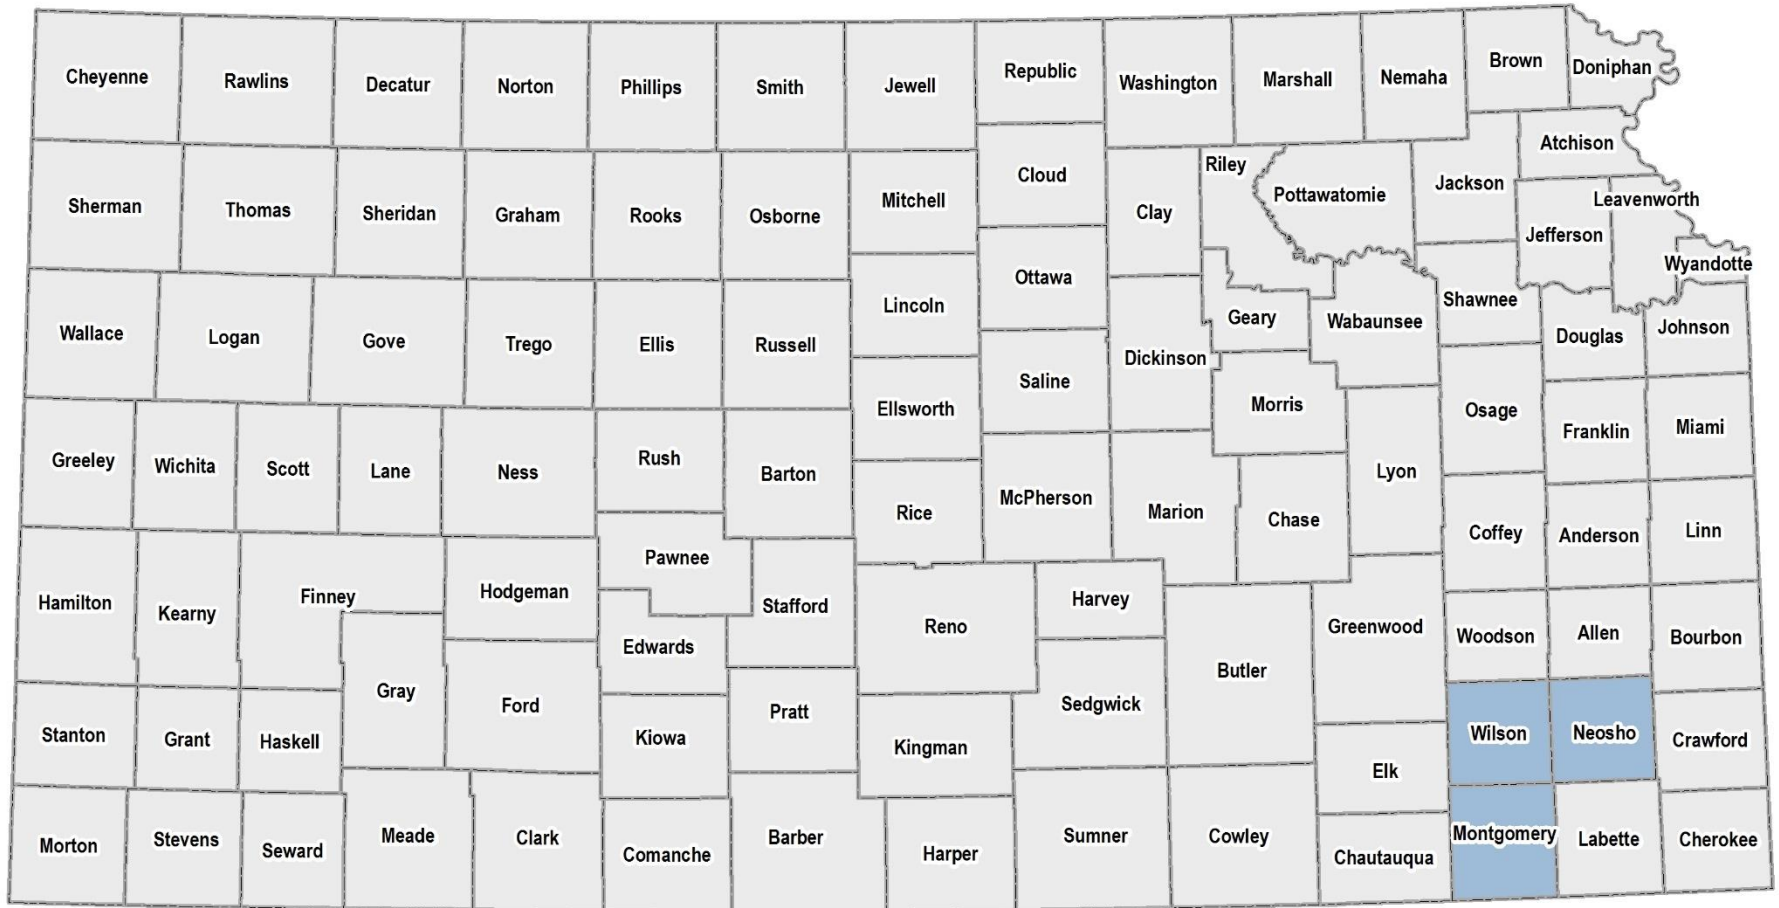 Cheyenne
Rawlins
Decatur
Norton
Phillips
Smith
Jewell
Republic
Washington
Marshall
Nemaha
Brown
Doniphan
Atchison
Sherman
Thomas
Sheridan
Graham
Rooks
Osborne
Mitchell
Cloud
Clay
Riley
Pottawatomie
Jackson
Jefferson
Leavenworth
Wyandotte
Wallace
Logan
Gove
Trego
Ellis
Russell
Lincoln
Ottawa
Saline
Dickinson
Geary
Wabaunsee
Shawnee
Douglas
Johnson
Greeley
Wichita
Scott
Lane
Ness
Rush
Barton
Ellsworth
Rice
McPherson
Marion
Morris
Chase
Lyon
Osage
Franklin
Miami
Coffey
Anderson
Linn
Hamilton
Kearny
Finney
Hodgeman
Pawnee
Stafford
Edwards
Reno
Harvey
Butler
Greenwood
Woodson
Allen
Bourbon
Stanton
Grant
Haskell
Gray
Ford
Kiowa
Pratt
Kingman
Sedgwick
Elk
Wilson
Neosho
Crawford
Morton
Stevens
Seward
Meade
Clark
Comanche
Barber
Harper
Sumner
Cowley
Chautauqua
Montgomery
Labette
Cherokee